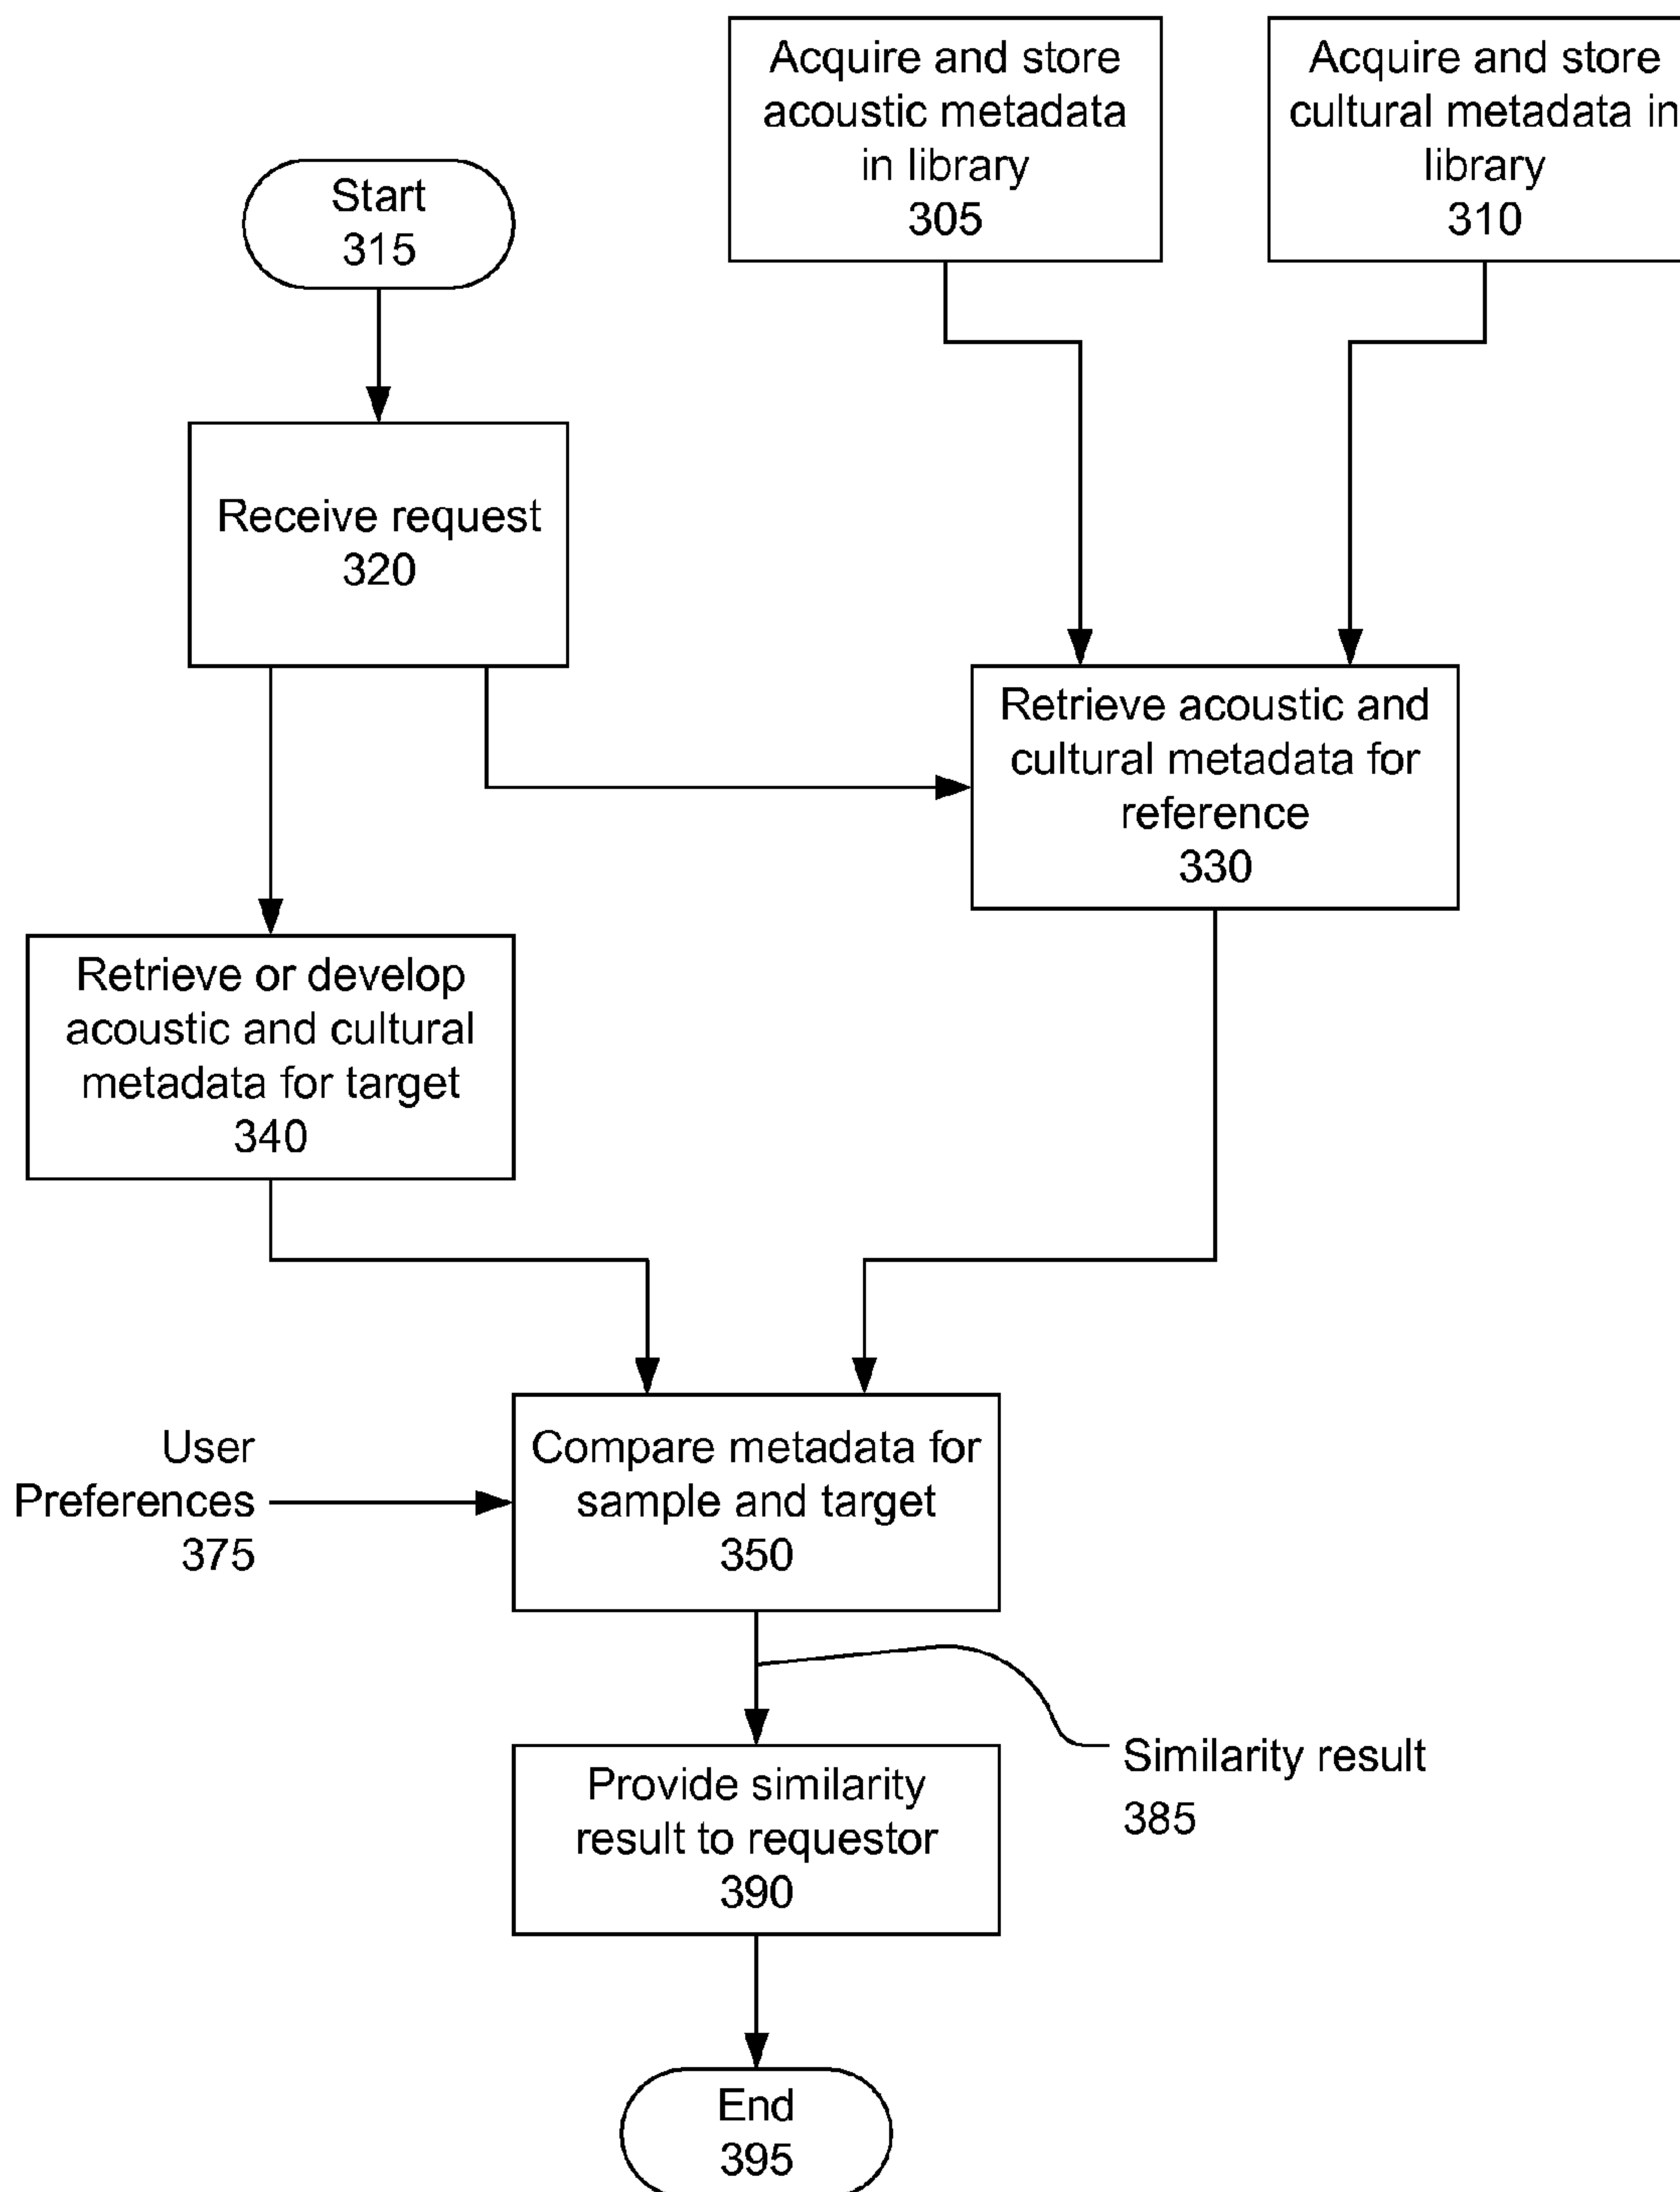 Acquire and store
acoustic metadata
in library
305
Acquire and store
cultural metadata in
library
310
Start
315
Receive request
320
Retrieve acoustic and
cultural metadata for
reference
330
Retrieve or develop
acoustic and cultural
metadata for target
340
User
Preferences
375
Compare metadata for
sample and target
350
Similarity result
385
Provide similarity
result to requestor
390
End
395